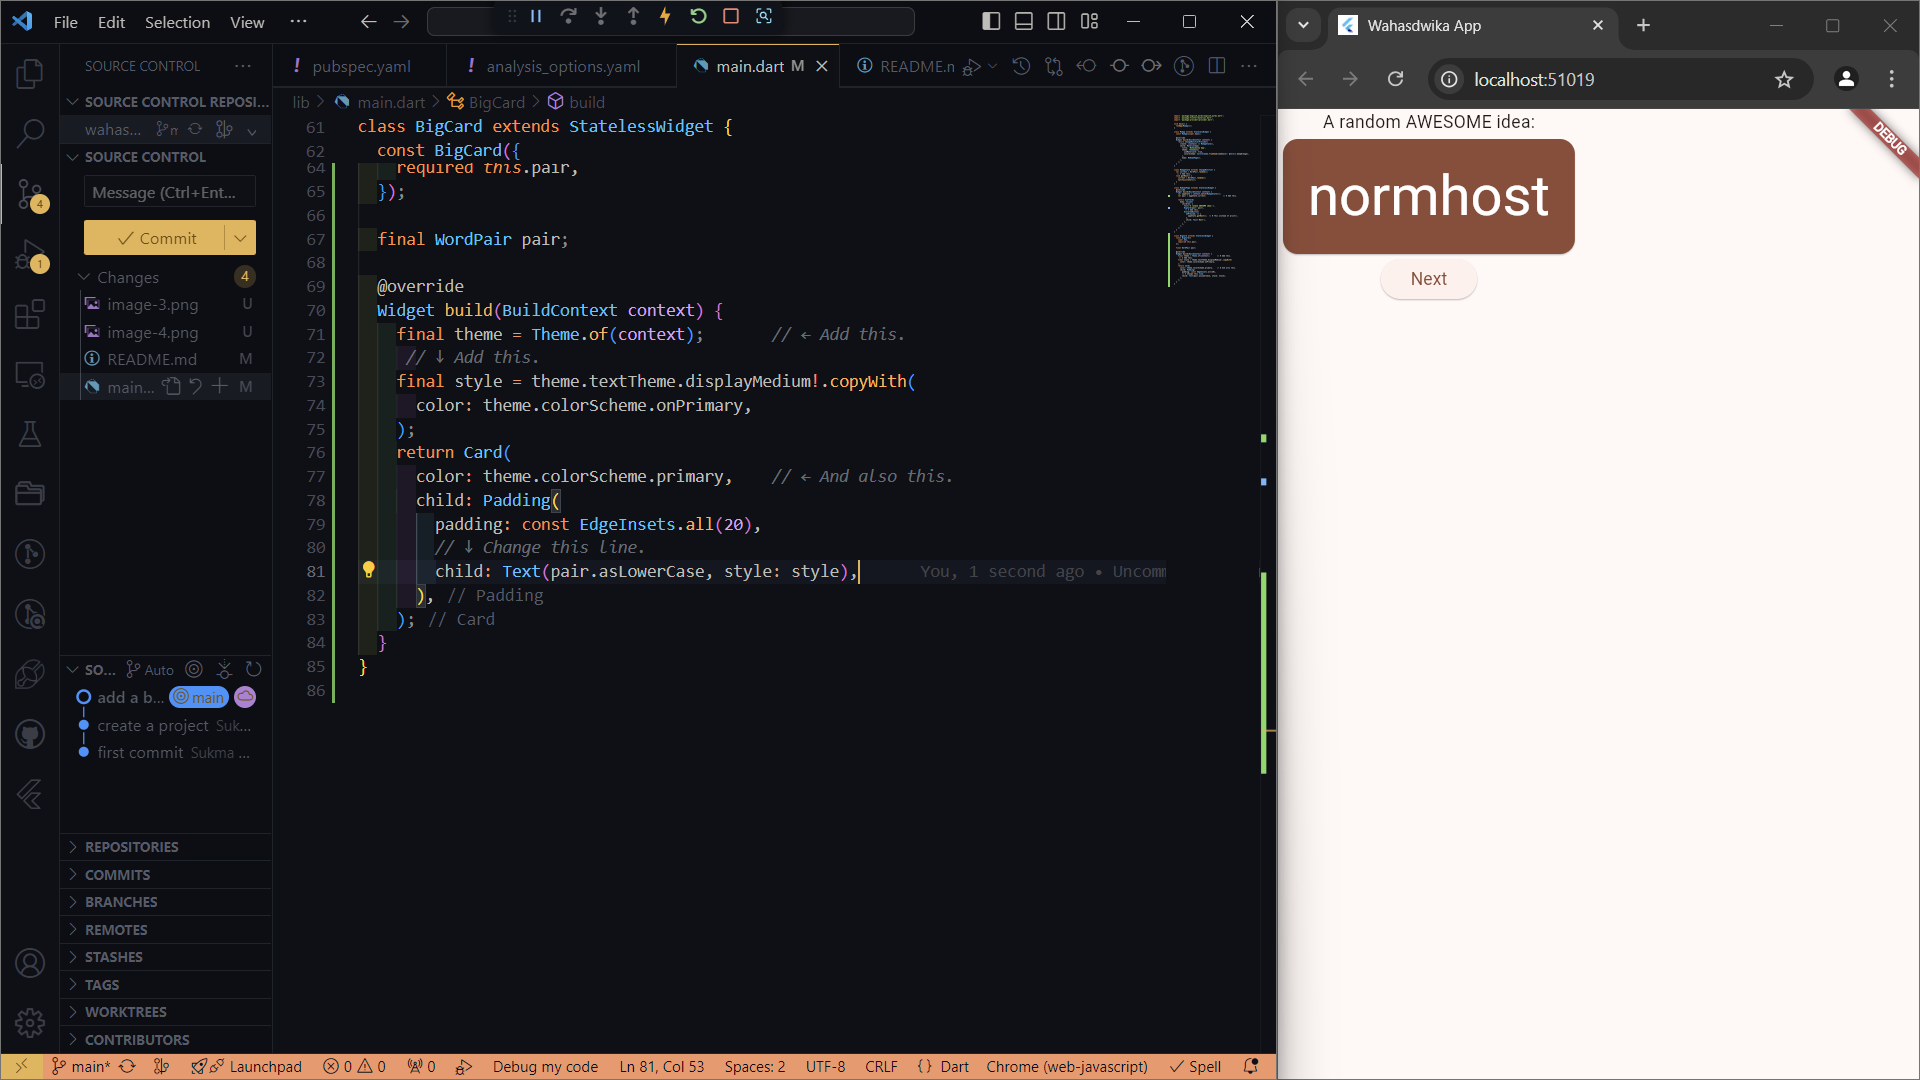 File Edit Selection View ···
SOURCE CONTROL ···
SOURCE CONTROL REPOSI...
wahas...
SOURCE CONTROL
Message (Ctrl+Ent...
Commit
Changes 4
image-3.png U
image-4.png U
README.md M
main... M
4
1
SO... Auto
add a b... main
create a project Suk...
first commit Sukma ...
REPOSITORIES
COMMITS
BRANCHES
REMOTES
STASHES
TAGS
WORKTREES
CONTRIBUTORS
! pubspec.yaml
! analysis_options.yaml
main.dart M
README.n
lib > main.dart > BigCard > build
61 class BigCard extends StatelessWidget {
62 const BigCard({
64 required this.pair,
65 });
66
67 final WordPair pair;
68
69 @override
70 Widget build(BuildContext context) {
71 final theme = Theme.of(context); // ← Add this.
72 // ↓ Add this.
73 final style = theme.textTheme.displayMedium!.copyWith(
74 color: theme.colorScheme.onPrimary,
75 );
76 return Card(
77 color: theme.colorScheme.primary, // ← And also this.
78 child: Padding(
79 padding: const EdgeInsets.all(20),
80 // ↓ Change this line.
81 child: Text(pair.asLowerCase, style: style), You, 1 second ago • Uncomm
82 ), // Padding
83 ); // Card
84 }
85 }
86
main* Launchpad 0 0 0 Debug my code Ln 81, Col 53 Spaces: 2 UTF-8 CRLF {} Dart Chrome (web-javascript) Spell
Wahasdwika App
localhost:51019
A random AWESOME idea:
normhost
Next
DEBUG